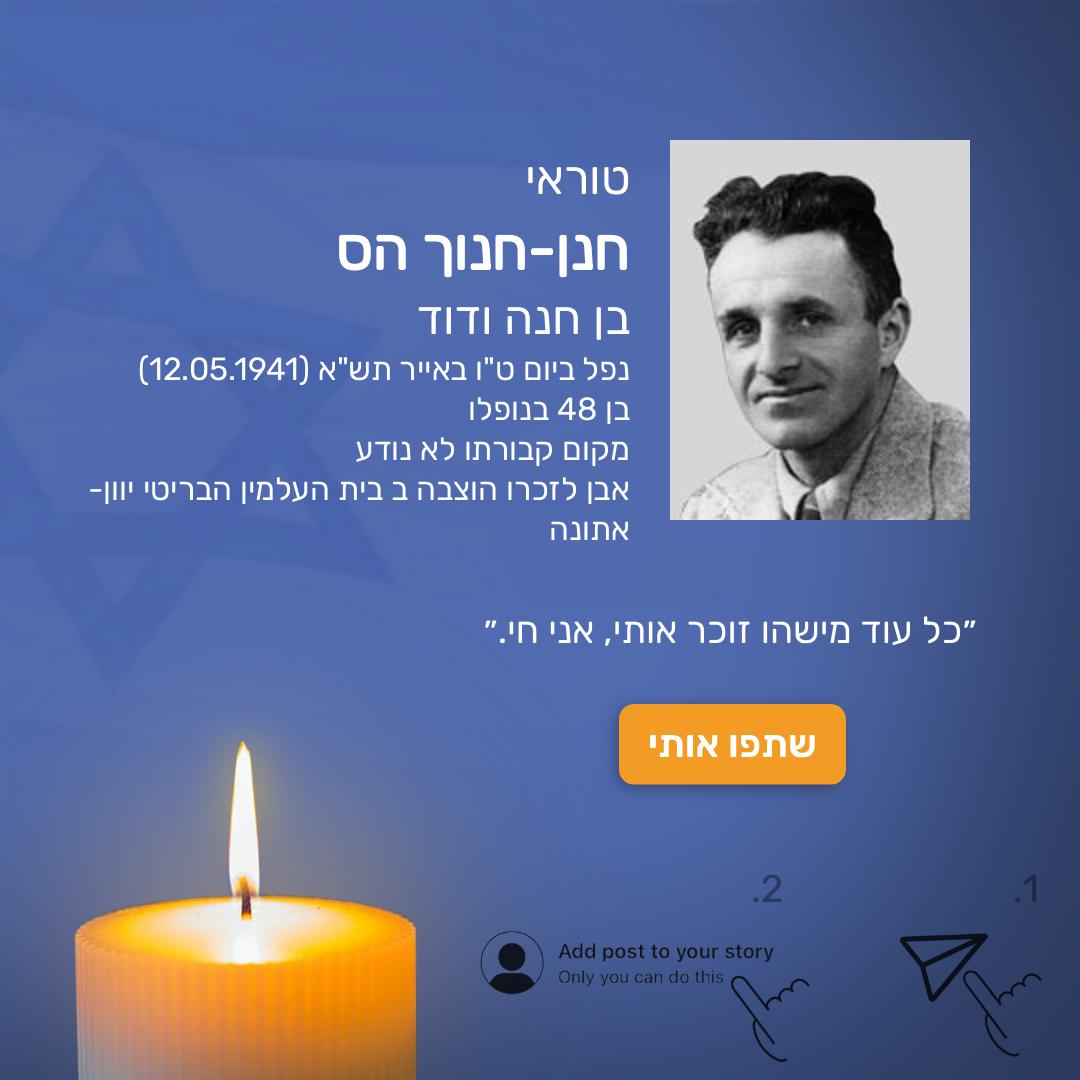 טוראי
חנן-חנוך הס
בן חנה ודוד
נפל ביום ט"ו באייר תש"א (12.05.1941)
בן 48 בנופלו
מקום קבורתו לא נודע
אבן לזכרו הוצבה ב בית העלמין הבריטי יוון-
אתונה
״כל עוד מישהו זוכר אותי, אני חי.״
שתפו אותי
1.
2.
Add post to your story
Only you can do this